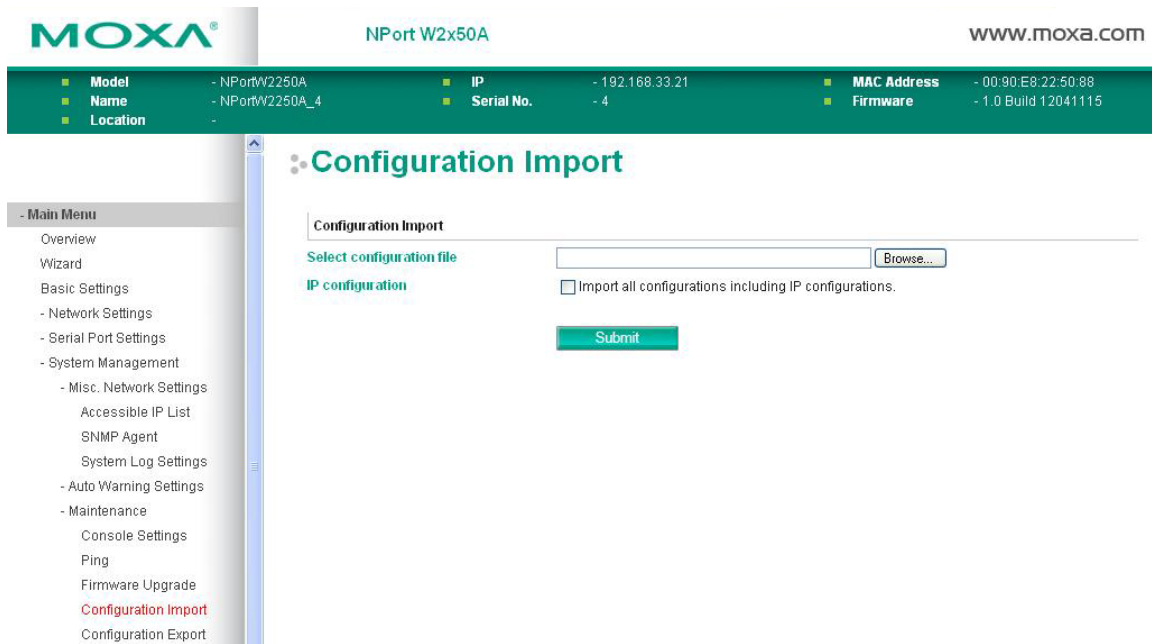 MOXA® NPort W2x50A www.moxa.com
Model - NPortW2250A IP - 192.168.33.21 MAC Address - 00:90:E8:22:50:88
Name - NPortW2250A_4 Serial No. - 4 Firmware - 1.0 Build 12041115
Location -
- Main Menu
Overview
Wizard
Basic Settings
- Network Settings
- Serial Port Settings
- System Management
- Misc. Network Settings
Accessible IP List
SNMP Agent
System Log Settings
- Auto Warning Settings
- Maintenance
Console Settings
Ping
Firmware Upgrade
Configuration Import
Configuration Export
Configuration Import
Configuration Import
Select configuration file Browse...
IP configuration Import all configurations including IP configurations.
Submit